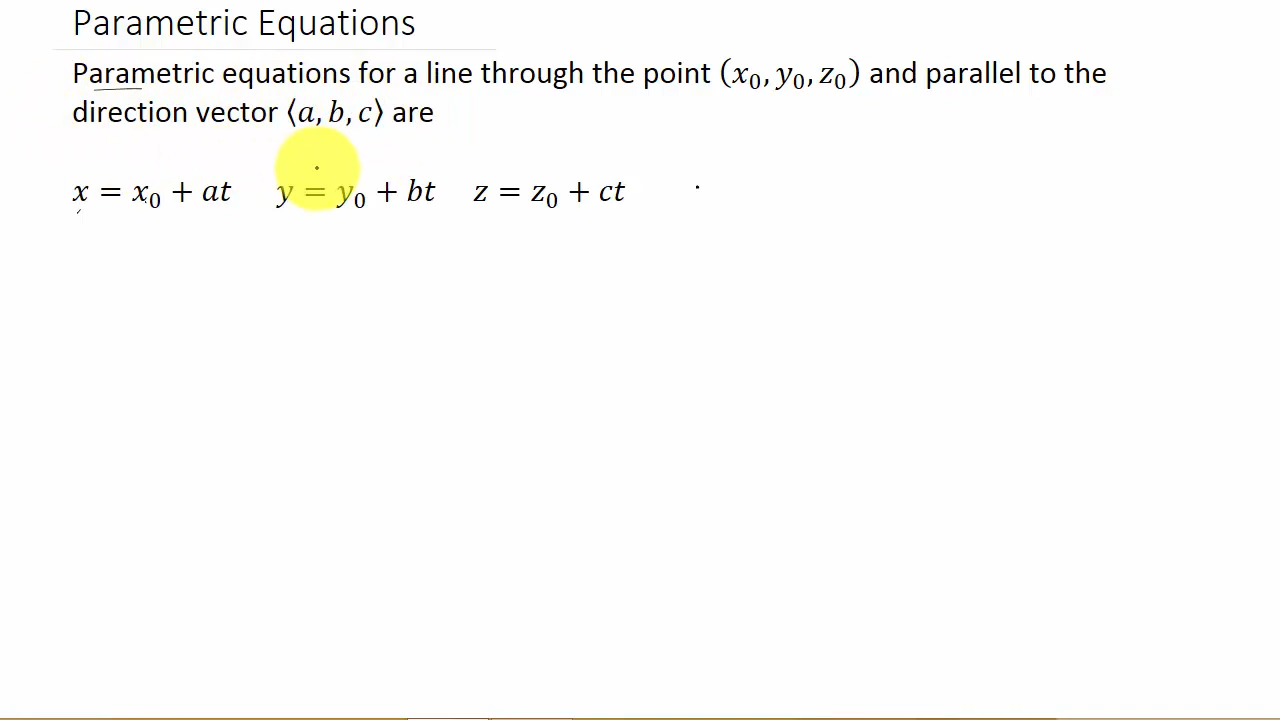 Parametric Equations
Parametric equations for a line through the point (x₀, y₀, z₀) and parallel to the
direction vector ⟨a, b, c⟩ are
x = x₀ + at y = y₀ + bt z = z₀ + ct